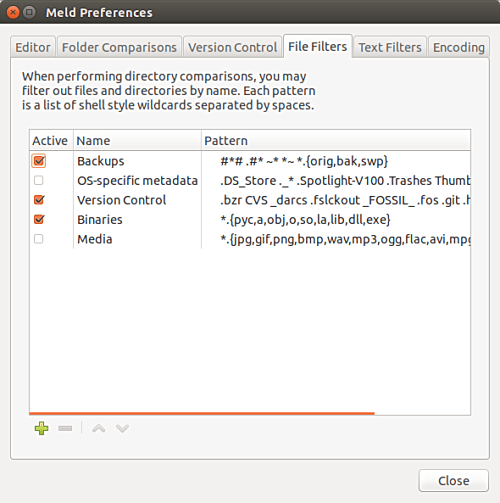 Meld Preferences
Editor Folder Comparisons Version Control File Filters Text Filters Encoding
When performing directory comparisons, you may
filter out files and directories by name. Each pattern
is a list of shell style wildcards separated by spaces.
Active Name Pattern
Backups #*# .#* ~* *~ *.{orig,bak,swp}
OS-specific metadata .DS_Store ._* .Spotlight-V100 .Trashes Thumb
Version Control .bzr CVS _darcs .fslckout _FOSSIL_ .fos .git .h
Binaries *.{pyc,a,obj,o,so,la,lib,dll,exe}
Media *.{jpg,gif,png,bmp,wav,mp3,ogg,flac,avi,mpg
Close